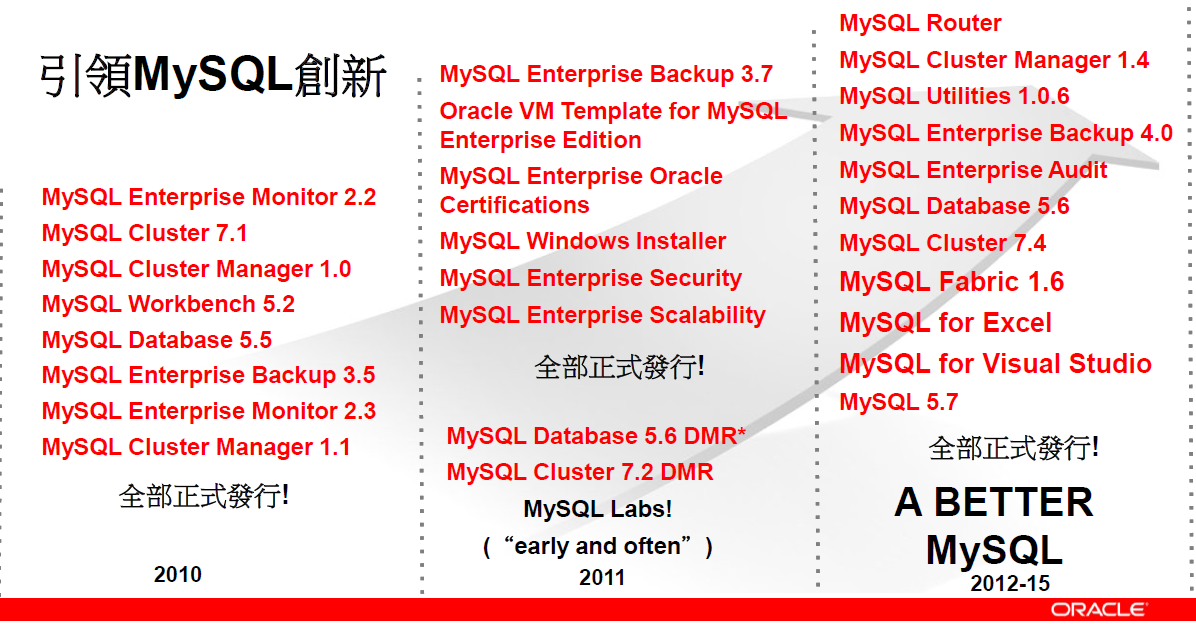 引領MySQL創新
MySQL Enterprise Monitor 2.2
MySQL Cluster 7.1
MySQL Cluster Manager 1.0
MySQL Workbench 5.2
MySQL Database 5.5
MySQL Enterprise Backup 3.5
MySQL Enterprise Monitor 2.3
MySQL Cluster Manager 1.1
全部正式發行!
2010
MySQL Enterprise Backup 3.7
Oracle VM Template for MySQL
Enterprise Edition
MySQL Enterprise Oracle
Certifications
MySQL Windows Installer
MySQL Enterprise Security
MySQL Enterprise Scalability
全部正式發行!
MySQL Database 5.6 DMR*
MySQL Cluster 7.2 DMR
MySQL Labs!
(“early and often”)
2011
MySQL Router
MySQL Cluster Manager 1.4
MySQL Utilities 1.0.6
MySQL Enterprise Backup 4.0
MySQL Enterprise Audit
MySQL Database 5.6
MySQL Cluster 7.4
MySQL Fabric 1.6
MySQL for Excel
MySQL for Visual Studio
MySQL 5.7
全部正式發行!
A BETTER
MySQL
2012-15
ORACLE